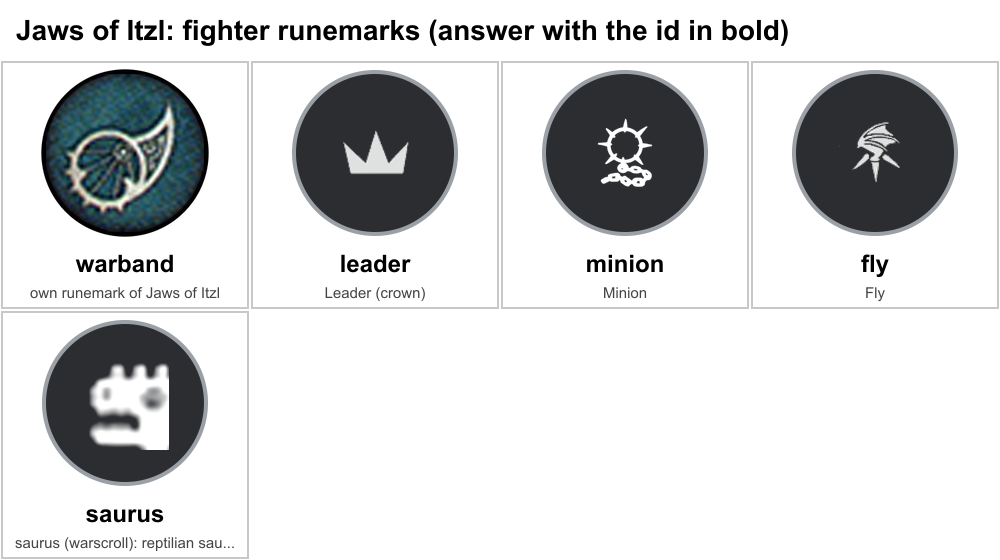 Jaws of Itzl: fighter runemarks (answer with the id in bold)
warband
own runemark of Jaws of Itzl
leader
Leader (crown)
minion
Minion
fly
Fly
saurus
saurus (warscroll): reptilian sau...